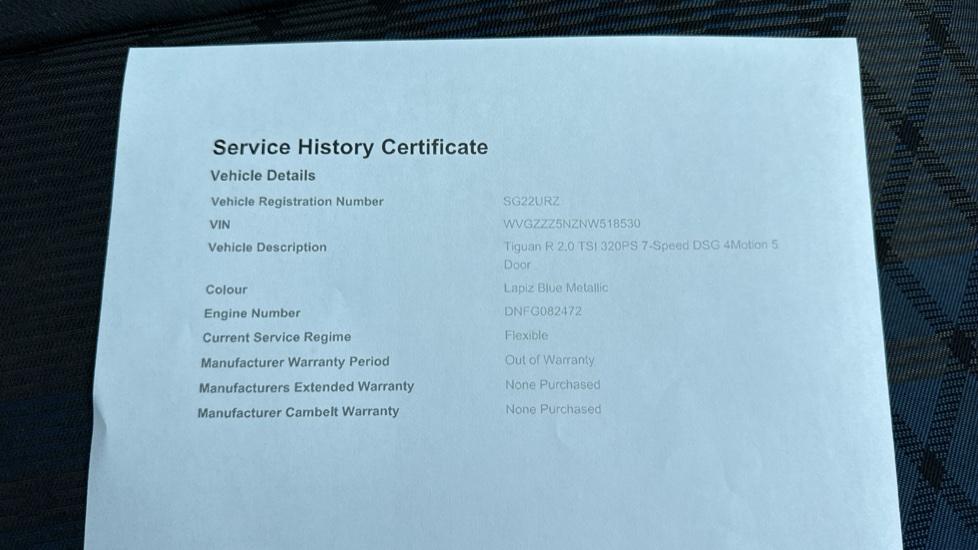 Service History Certificate
Vehicle Details
Vehicle Registration Number SG22URZ
VIN WVGZZZ5NZNW518530
Vehicle Description Tiguan R 2.0 TSI 320PS 7-Speed DSG 4Motion 5
Door
Colour Lapiz Blue Metallic
Engine Number DNFG082472
Current Service Regime Flexible
Manufacturer Warranty Period Out of Warranty
Manufacturers Extended Warranty None Purchased
Manufacturer Cambelt Warranty None Purchased